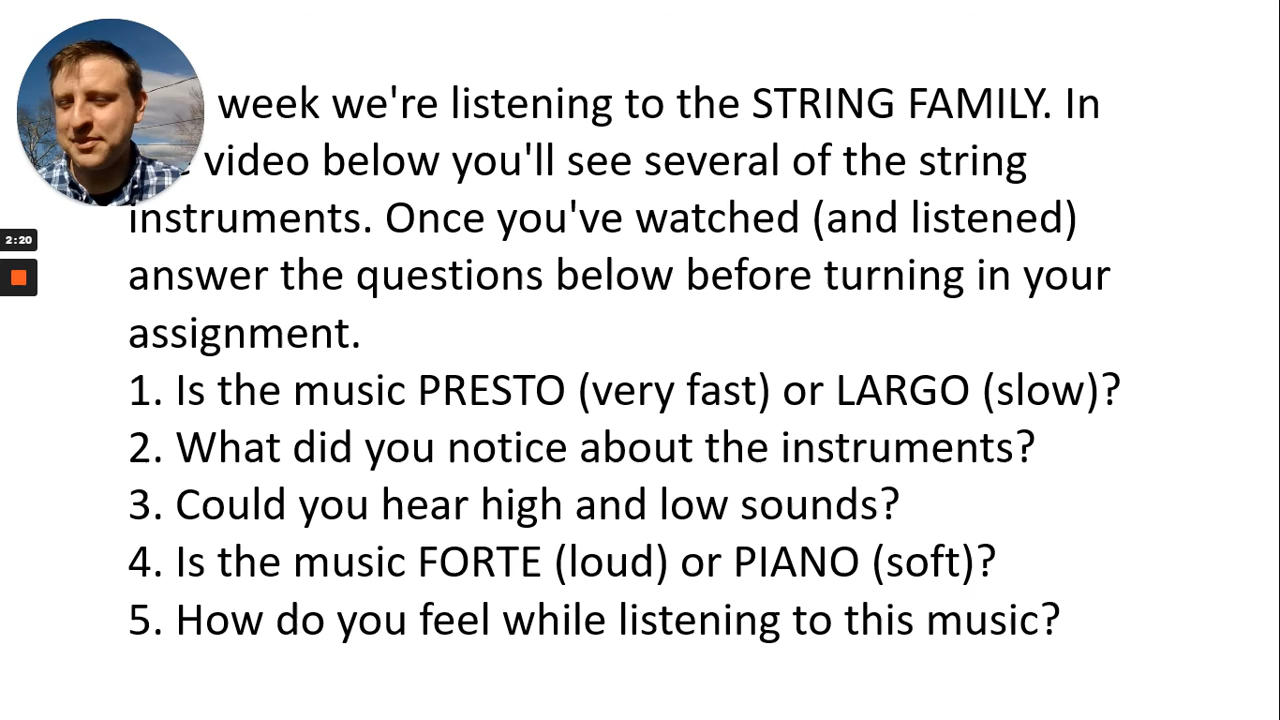 week we're listening to the STRING FAMILY. In
video below you'll see several of the string
instruments. Once you've watched (and listened)
answer the questions below before turning in your
assignment.
1. Is the music PRESTO (very fast) or LARGO (slow)?
2. What did you notice about the instruments?
3. Could you hear high and low sounds?
4. Is the music FORTE (loud) or PIANO (soft)?
5. How do you feel while listening to this music?
2:20